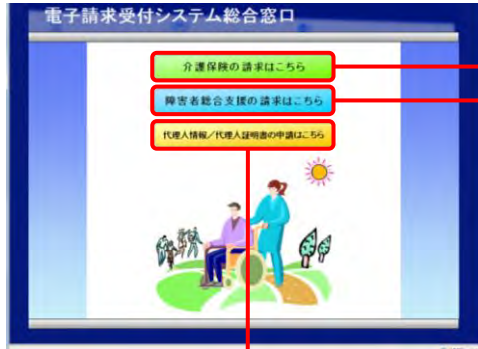 電子請求受付システム総合窓口
介護保険の請求はこちら
障害者総合支援の請求はこちら
代理人情報／代理人証明書の申請はこちら